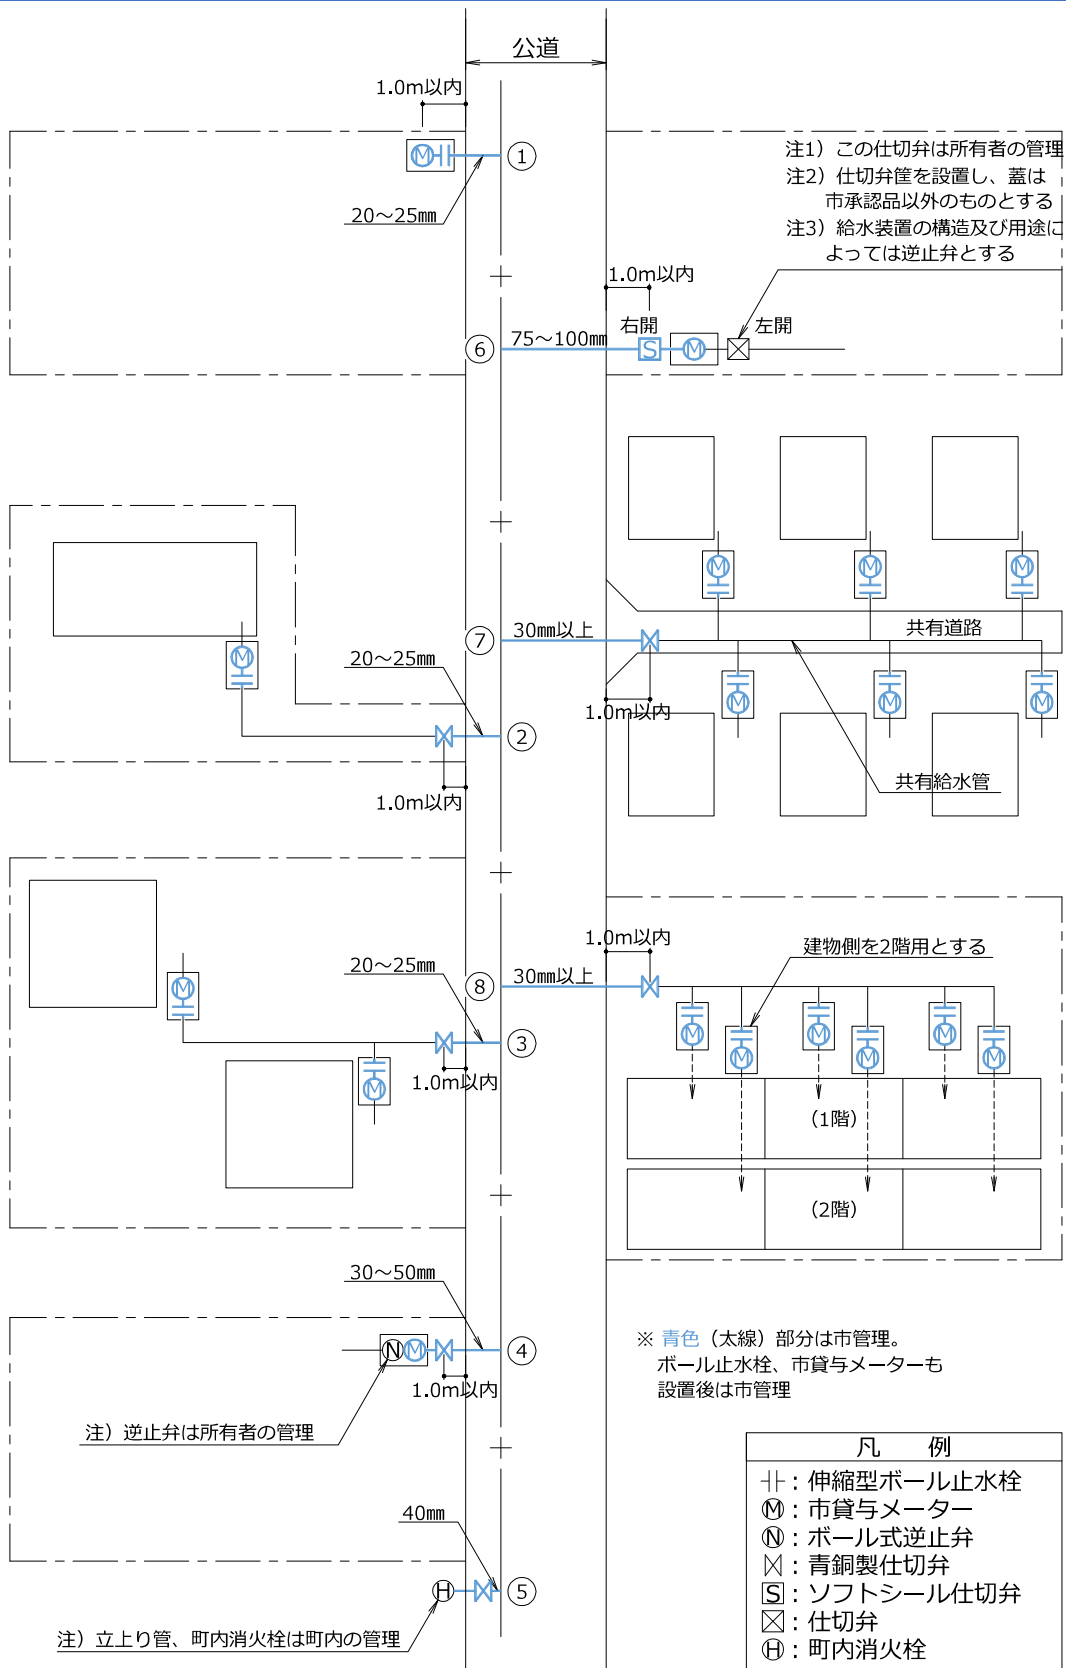 公道
1.0m以内
①
20～25mm
注1）この仕切弁は所有者の管理
注2）仕切弁筐を設置し、蓋は
市承認品以外のものとする
注3）給水装置の構造及び用途に
よっては逆止弁とする
1.0m以内
⑥
75～100mm
右開
左開
S
M
M
⑦
30mm以上
共有道路
1.0m以内
共有給水管
M
M
M
M
M
M
20～25mm
M
②
1.0m以内
20～25mm
M
③
1.0m以内
M
1.0m以内
⑧
30mm以上
建物側を2階用とする
M
M
M
M
M
M
(1階)
(2階)
30～50mm
N
M
④
1.0m以内
注）逆止弁は所有者の管理
40mm
H
⑤
注）立上り管、町内消火栓は町内の管理
※ 青色（太線）部分は市管理。
ボール止水栓、市貸与メーターも
設置後は市管理
凡 例
：伸縮型ボール止水栓
M：市貸与メーター
N：ボール式逆止弁
：青銅製仕切弁
S：ソフトシール仕切弁
：仕切弁
H：町内消火栓